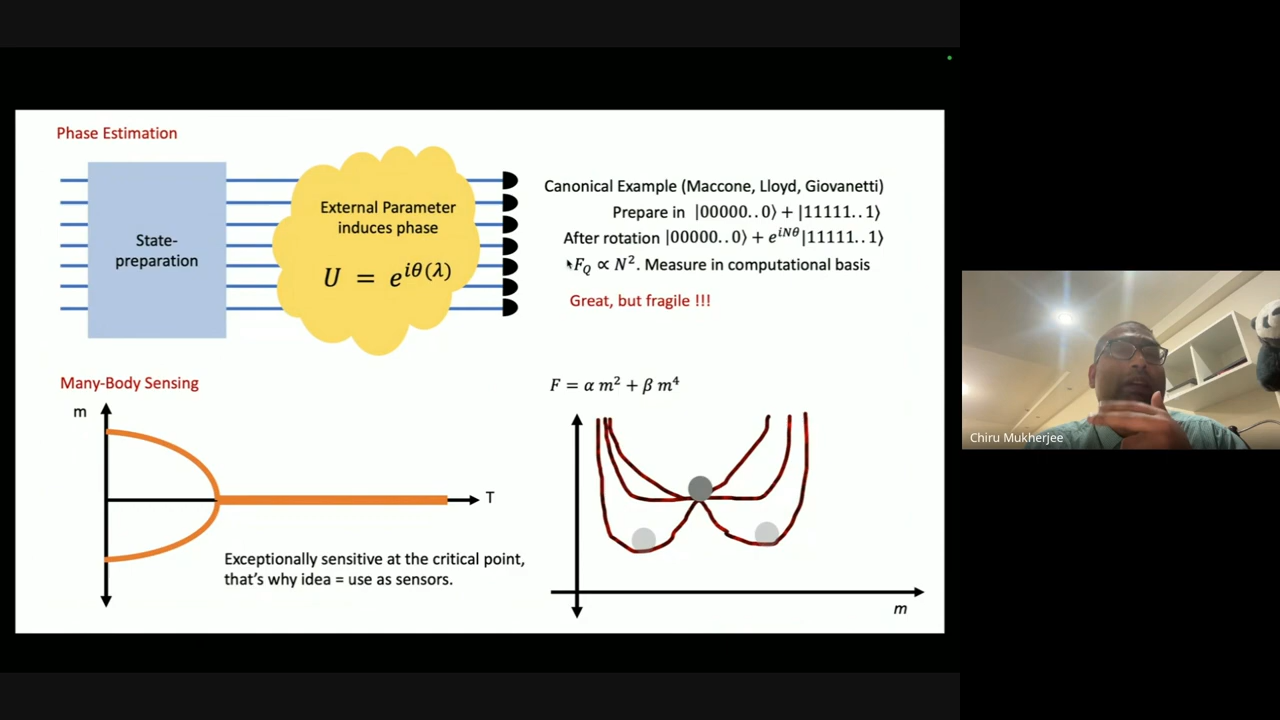 Phase Estimation
State-
preparation
External Parameter
induces phase
U = e^{iθ(λ)}
Canonical Example (Maccone, Lloyd, Giovanetti)
Prepare in |00000..0⟩ + |11111..1⟩
After rotation |00000..0⟩ + e^{iNθ}|11111..1⟩
F_Q ∝ N². Measure in computational basis
Great, but fragile !!!
Many-Body Sensing
m
T
Exceptionally sensitive at the critical point,
that's why idea = use as sensors.
F = α m² + β m⁴
m
Chiru Mukherjee